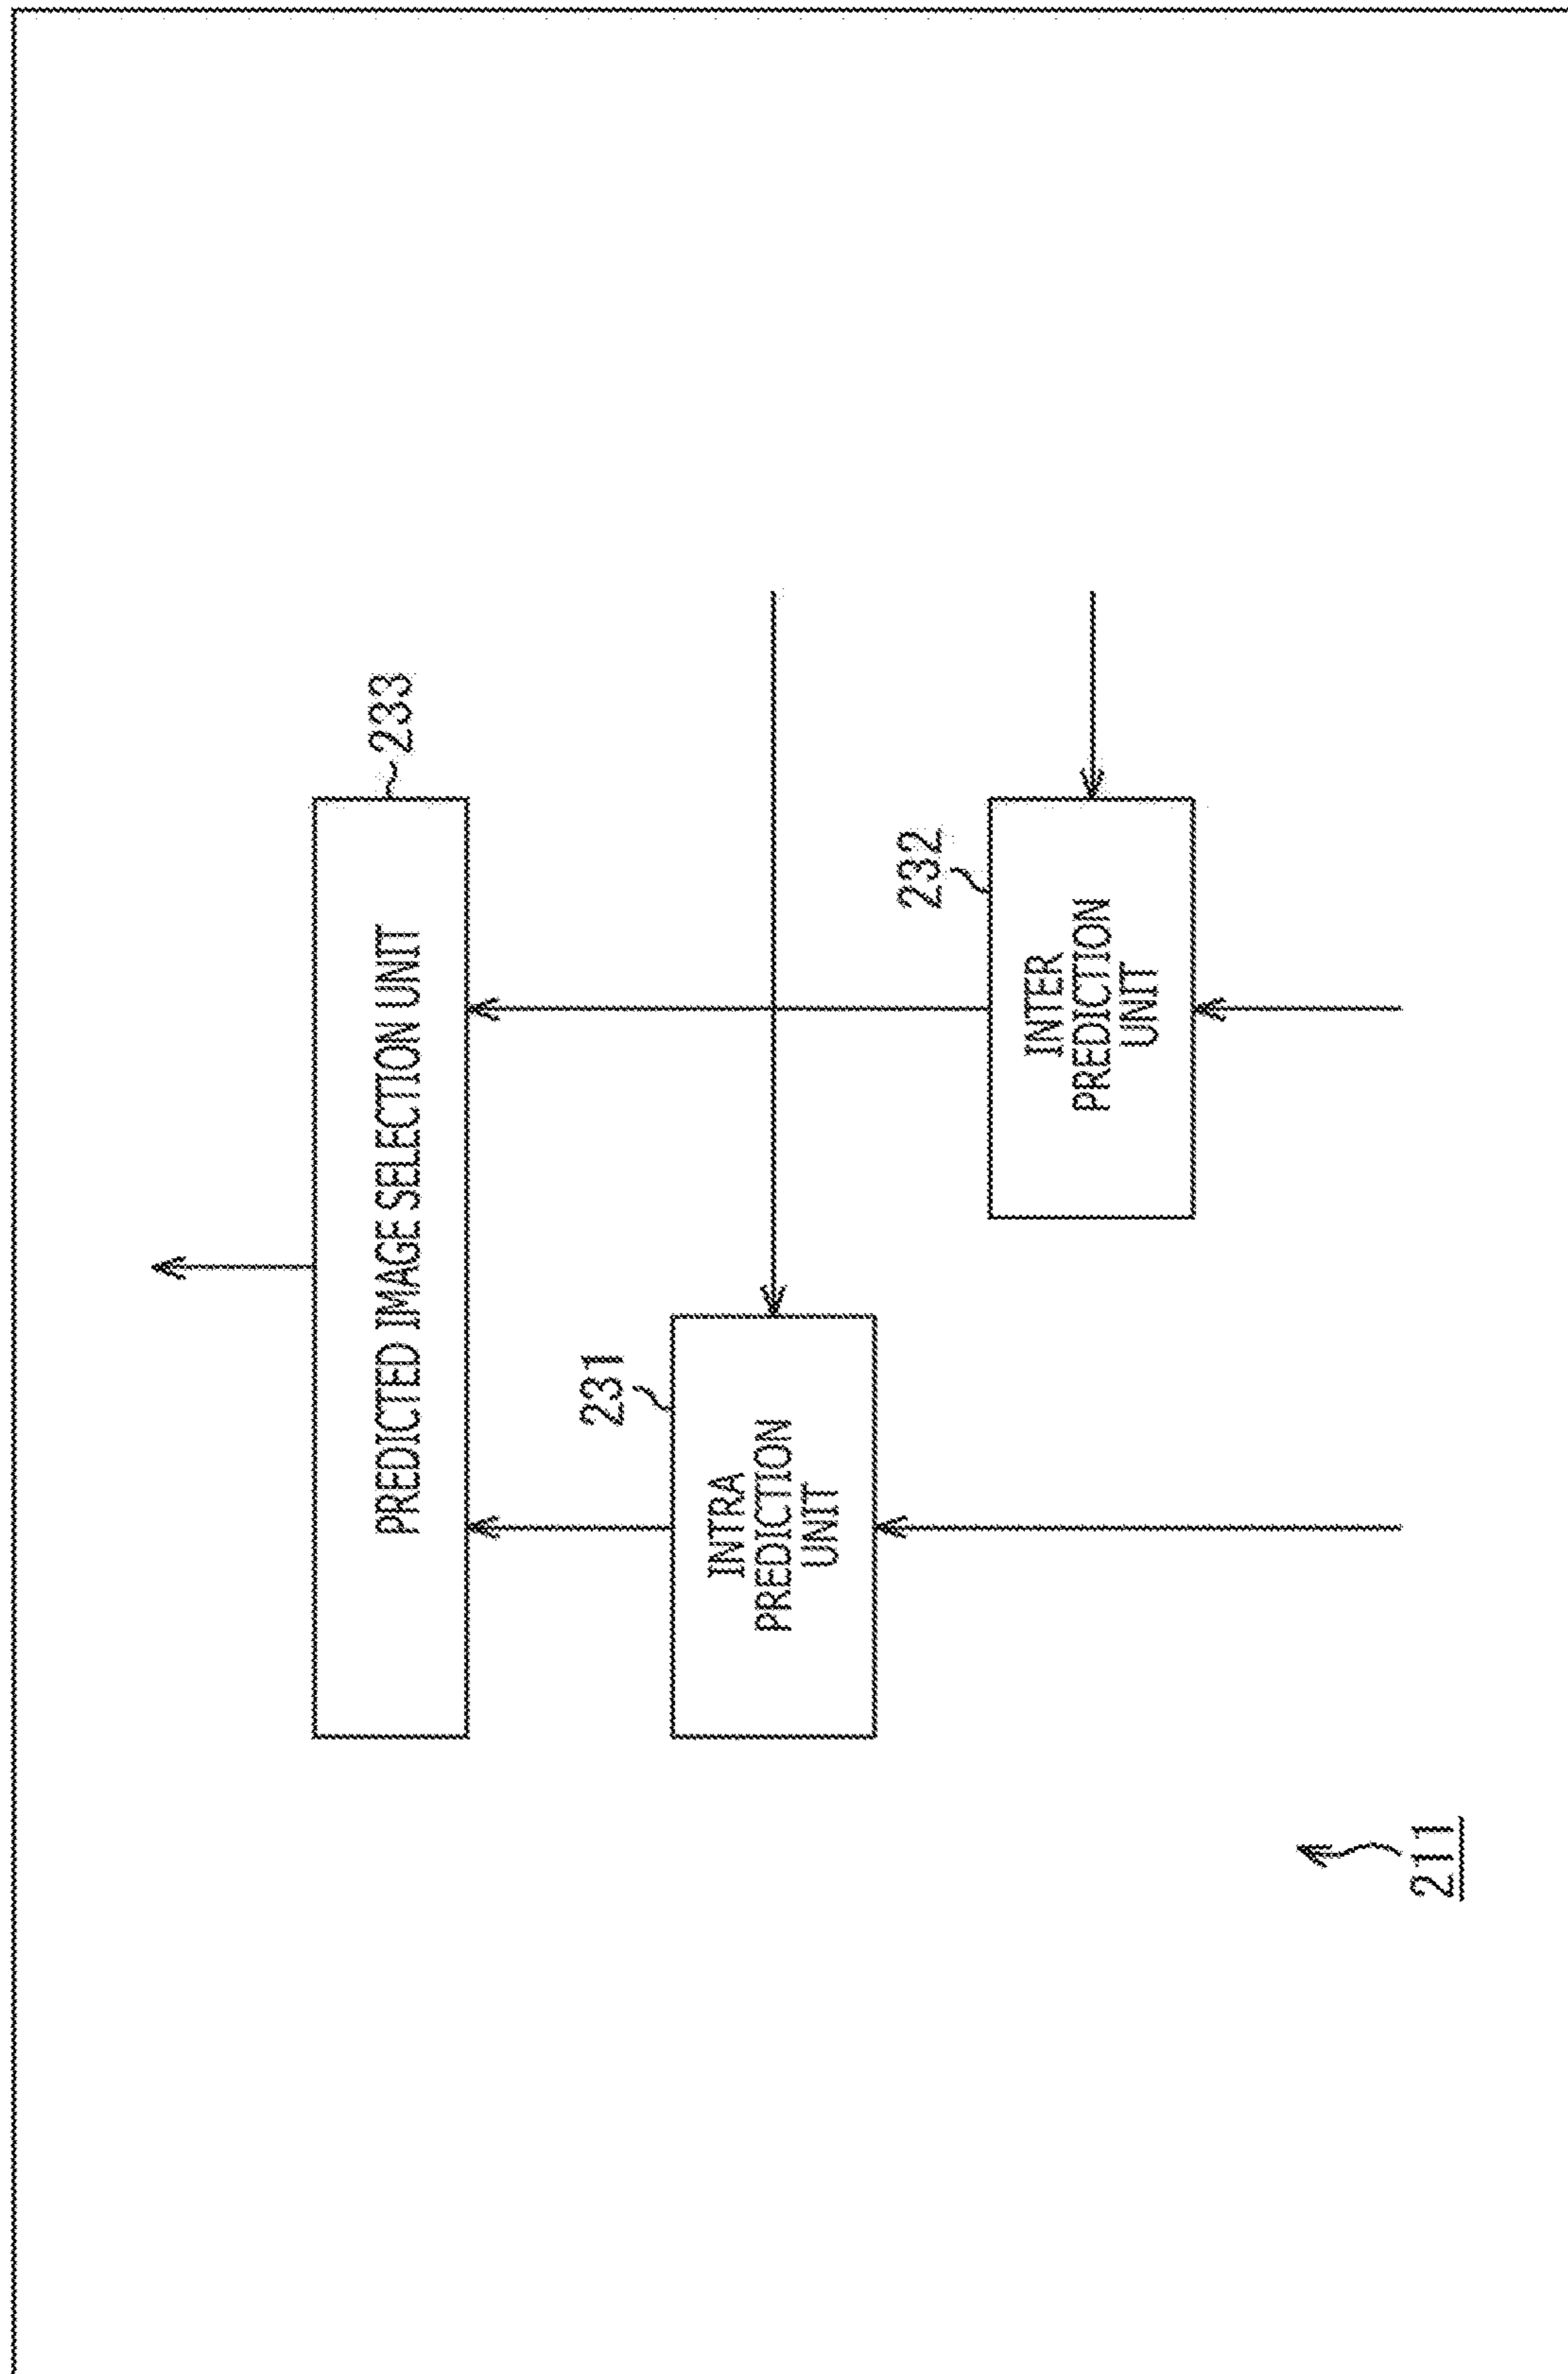 233
PREDICTED IMAGE SELECTION UNIT
231
INTRA
PREDICTION
UNIT
232
INTER
PREDICTION
UNIT
211